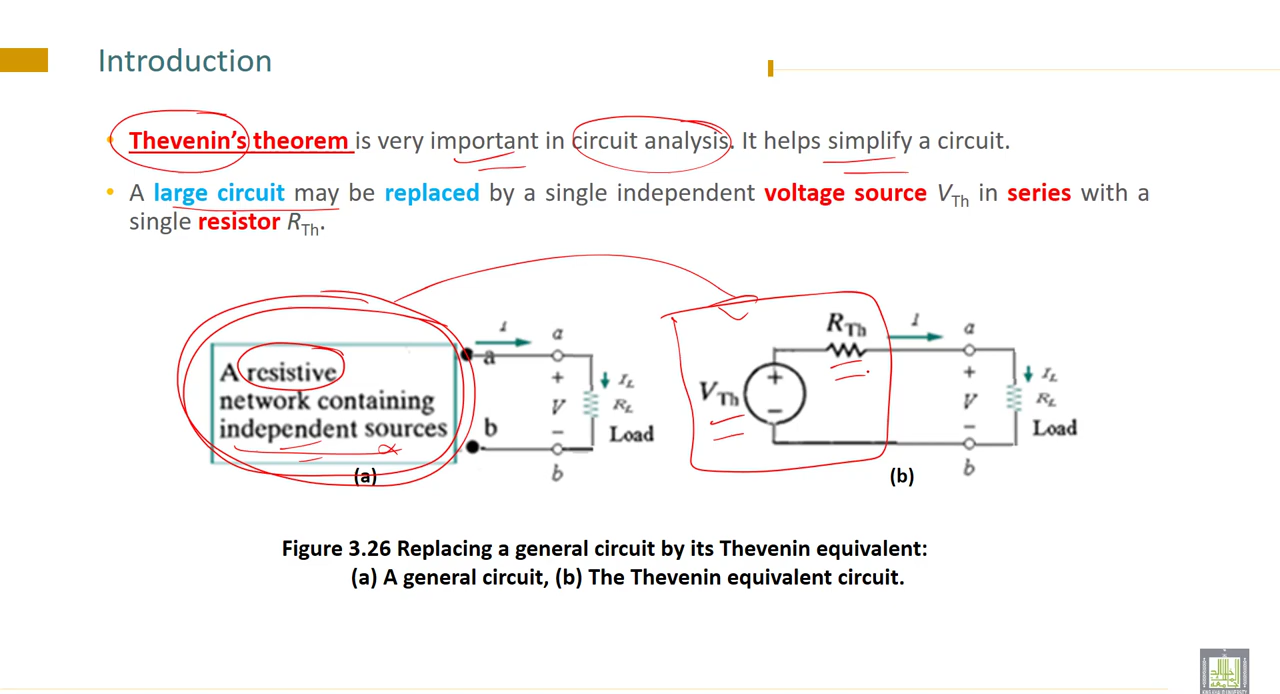 Introduction
• Thevenin's theorem is very important in circuit analysis. It helps simplify a circuit.
• A large circuit may be replaced by a single independent voltage source VTh in series with a
single resistor RTh.
A resistive
network containing
independent sources
a
b
I
a
+
V
−
b
IL
RL
Load
(a)
VTh
+
−
RTh
I
a
+
V
−
b
IL
RL
Load
(b)
Figure 3.26 Replacing a general circuit by its Thevenin equivalent:
(a) A general circuit, (b) The Thevenin equivalent circuit.